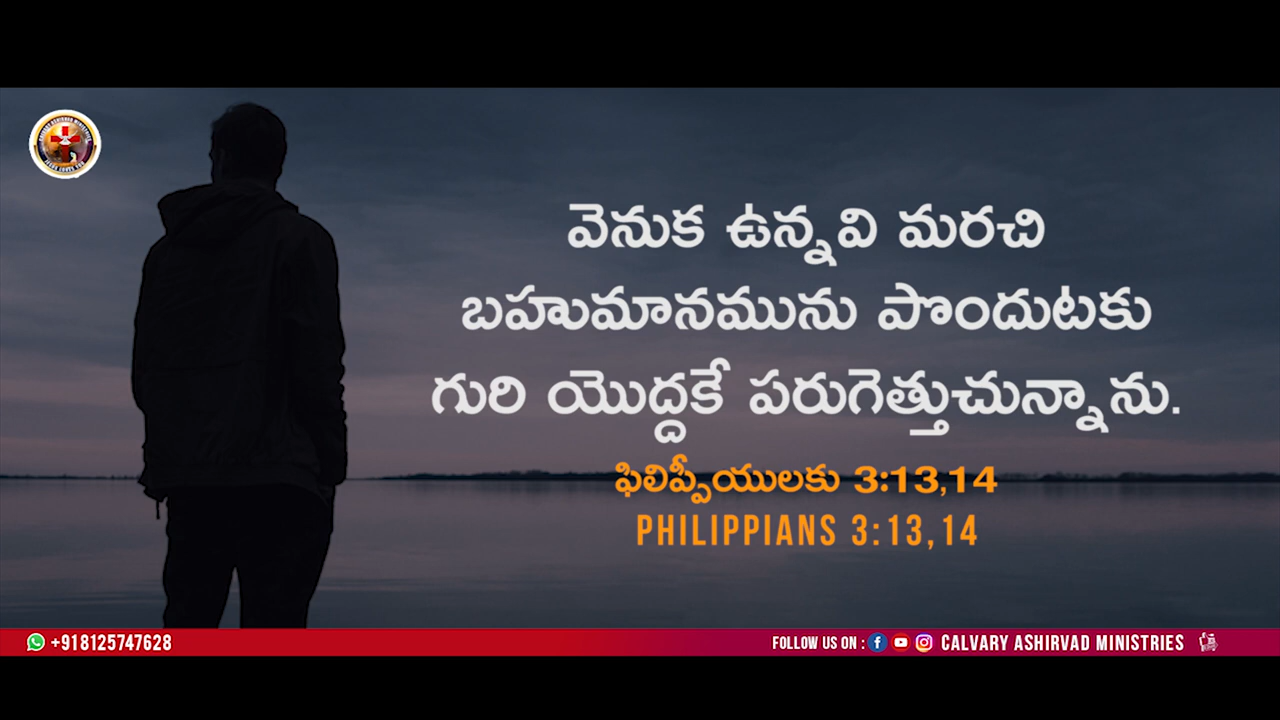 వెనుక ఉన్నవి మరచి
బహుమానమును పొందుటకు
గురి యొద్దకే పరుగెత్తుచున్నాను.
ఫిలిప్పీయులకు 3:13,14
PHILIPPIANS 3:13,14
+918125747628
FOLLOW US ON : CALVARY ASHIRVAD MINISTRIES